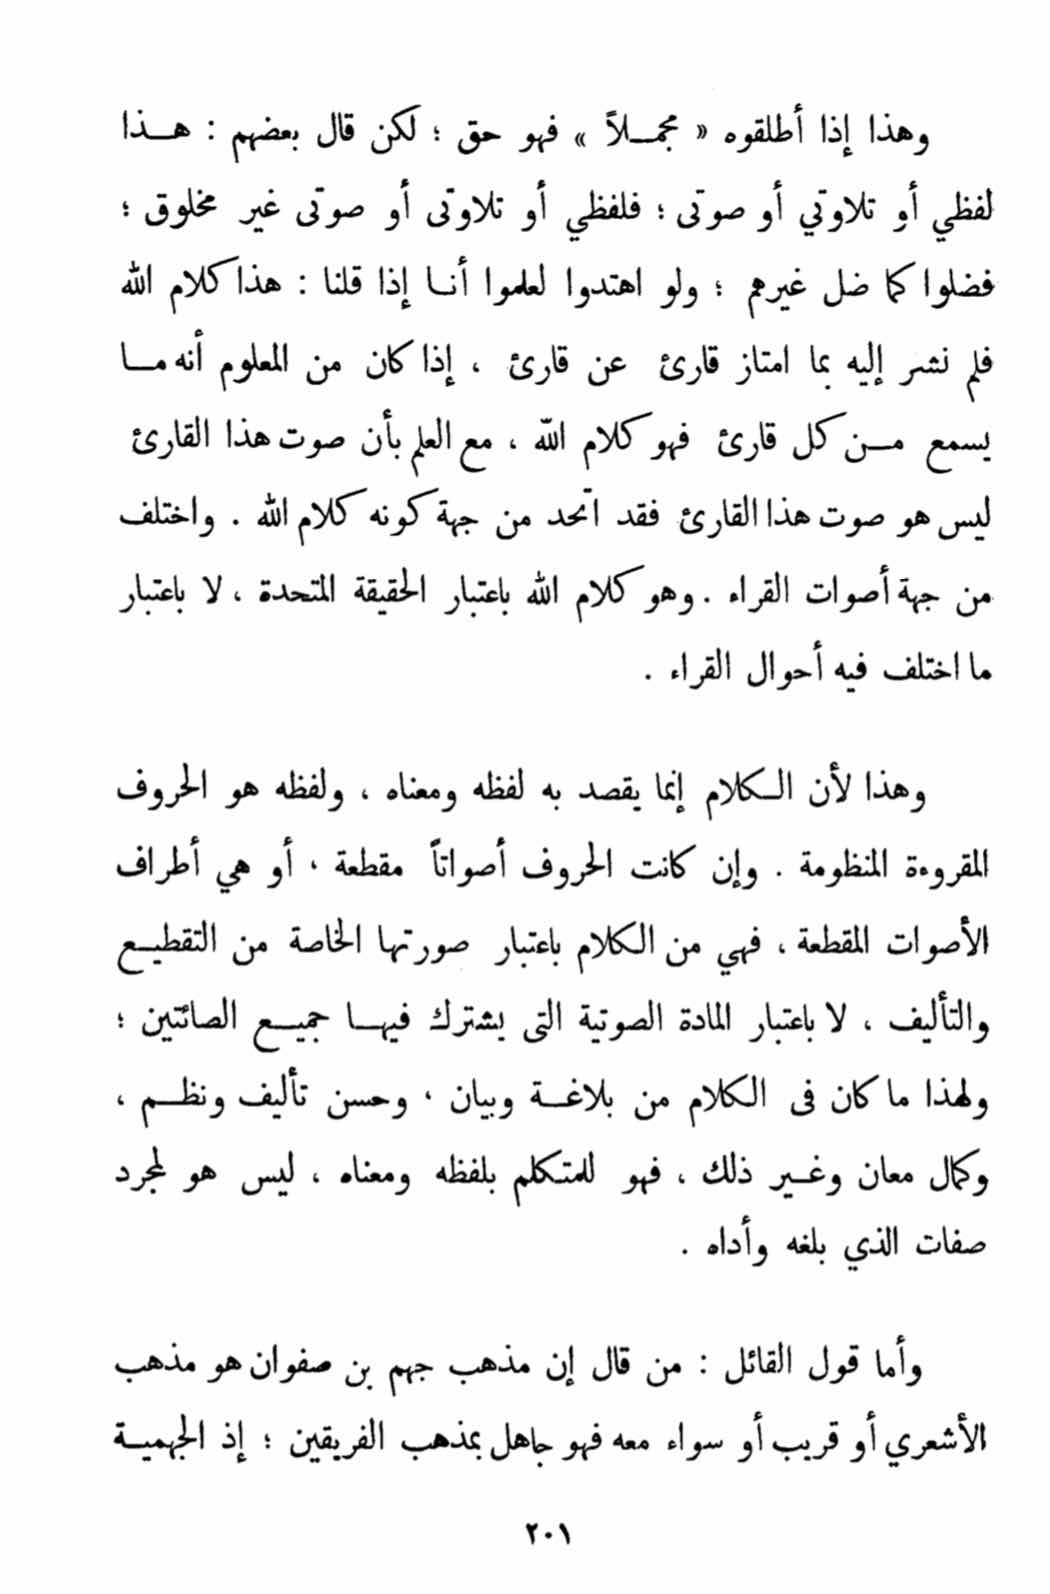 وهذا إذا أطلقوه « مجملاً » فهو حق ؛ لكن قال بعضهم : هذا
لفظي أو تلاوتي أو صوتى ؛ فلفظي أو تلاوتى أو صوتى غير مخلوق ؛
فضلوا كما ضل غيرهم ؛ ولو اهتدوا لعلموا أنا إذا قلنا : هذا كلام الله
فلم نشر إليه بما امتاز قارئ عن قارئ ، إذا كان من المعلوم أنه ما
يسمع من كل قارئ فهو كلام الله ، مع العلم بأن صوت هذا القارئ
ليس هو صوت هذا القارئ فقد اتحد من جهة كونه كلام الله . واختلف
من جهة أصوات القراء . وهو كلام الله باعتبار الحقيقة المتحدة ، لا باعتبار
ما اختلف فيه أحوال القراء .
وهذا لأن الكلام إنما يقصد به لفظه ومعناه ، ولفظه هو الحروف
المقروءة المنظومة . وإن كانت الحروف أصواتاً مقطعة ، أو هي أطراف
الأصوات المقطعة ، فهي من الكلام باعتبار صورتها الخاصة من التقطيع
والتأليف ، لا باعتبار المادة الصوتية التى يشترك فيها جميع الصائتين ؛
ولهذا ما كان فى الكلام من بلاغة وبيان ، وحسن تأليف ونظم ،
وكمال معان وغير ذلك ، فهو للمتكلم بلفظه ومعناه ، ليس هو لمجرد
صفات الذي بلغه وأداه .
وأما قول القائل : من قال إن مذهب جهم بن صفوان هو مذهب
الأشعري أو قريب أو سواء معه فهو جاهل بمذهب الفريقين ؛ إذ الجهمية
٢٠١